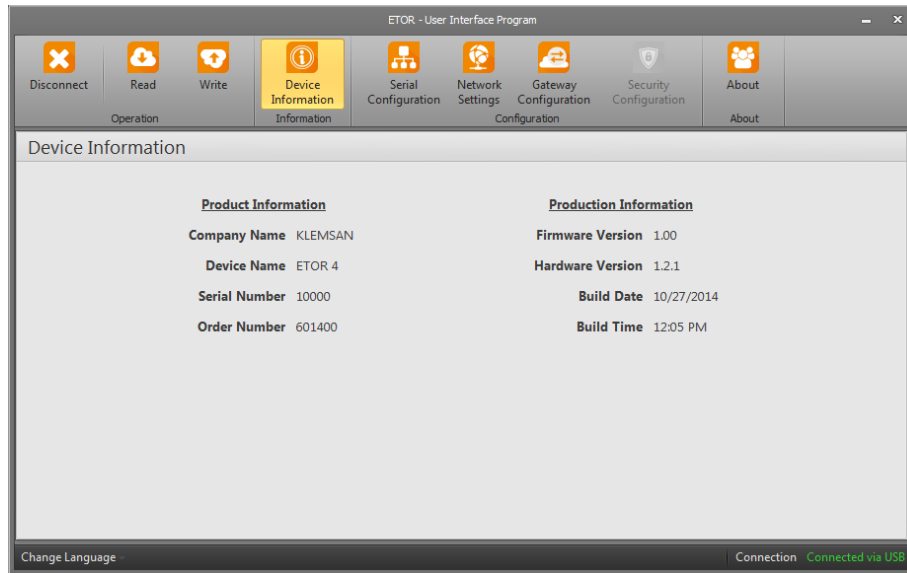 ETOR - User Interface Program
Disconnect
Read
Write
Device
Information
Serial
Configuration
Network
Settings
Gateway
Configuration
Security
Configuration
About
Operation
Information
Configuration
About
Device Information
Product Information
Company Name KLEMSAN
Device Name ETOR 4
Serial Number 10000
Order Number 601400
Production Information
Firmware Version 1.00
Hardware Version 1.2.1
Build Date 10/27/2014
Build Time 12:05 PM
Change Language
Connection Connected via USB